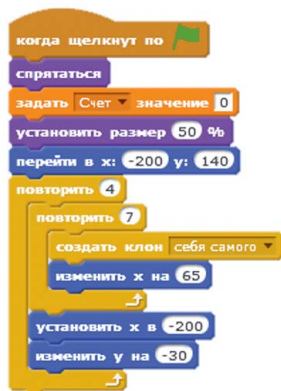 когда щелкнут по
спрятаться
задать Счет значение 0
установить размер 50 %
перейти в x: -200 y: 140
повторить 4
повторить 7
создать клон себя самого
изменить x на 65
установить x в -200
изменить y на -30